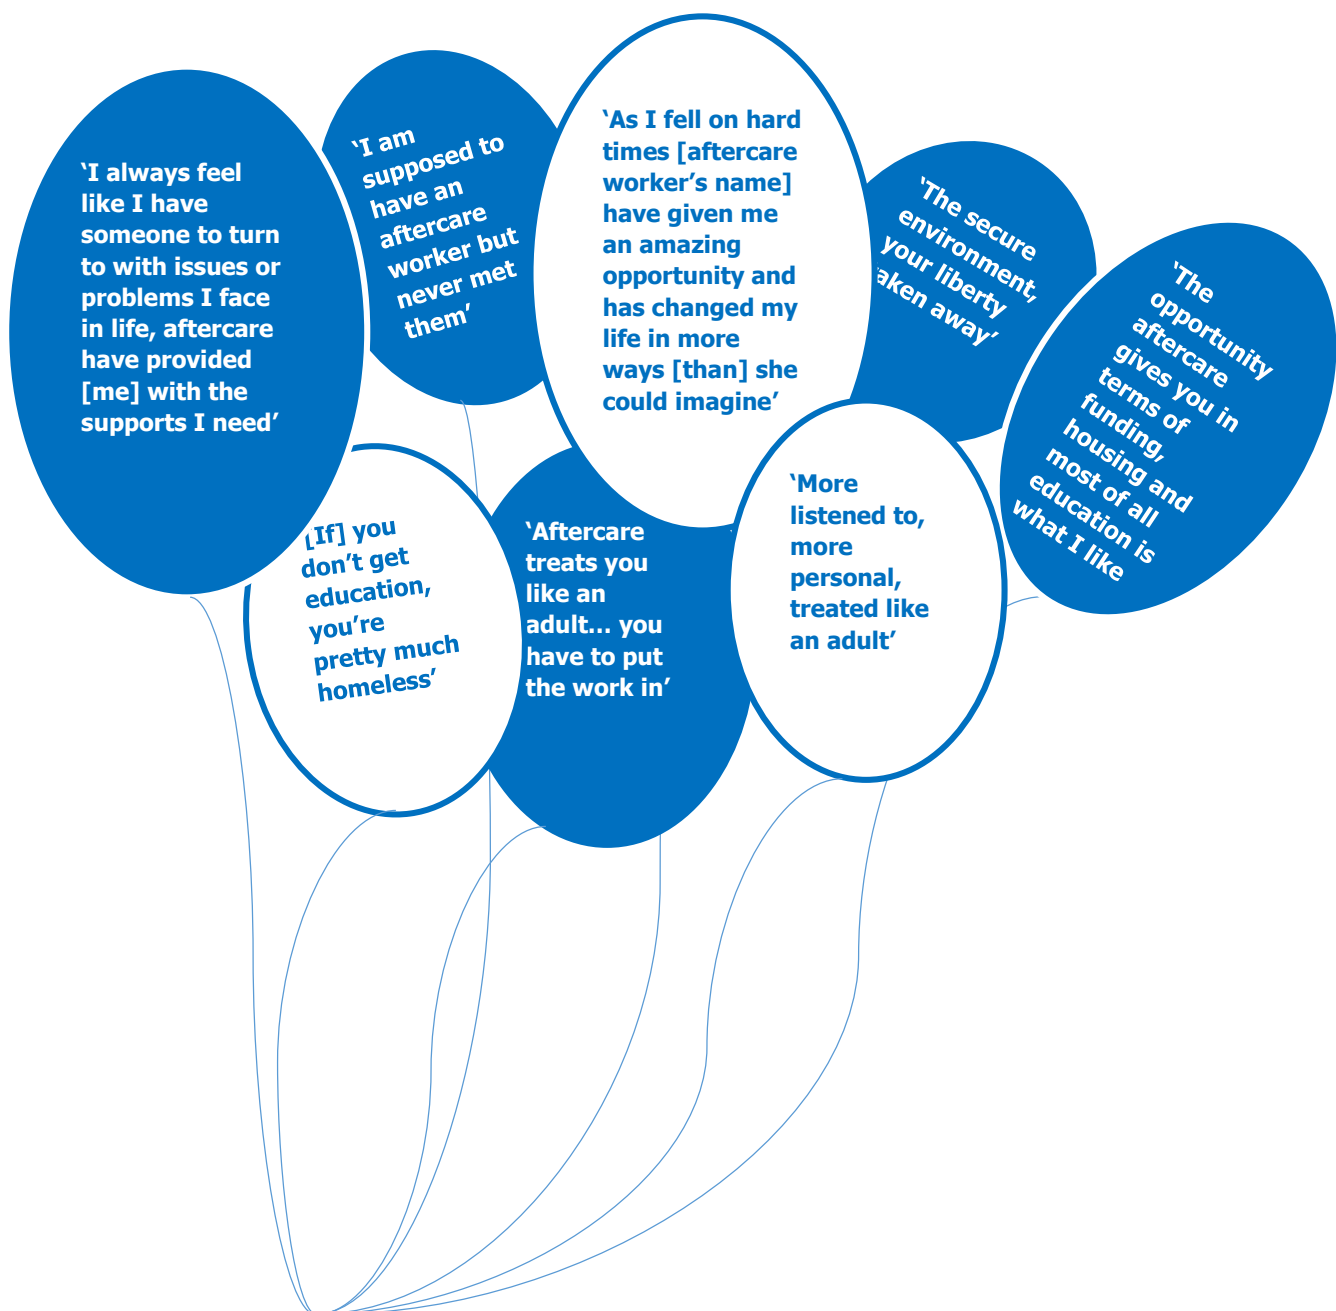 ‘I always feel
like I have
someone to turn
to with issues or
problems I face
in life, aftercare
have provided
[me] with the
supports I need’
‘I am
supposed to
have an
aftercare
worker but
never met
them’
‘As I fell on hard
times [aftercare
worker’s name]
have given me
an amazing
opportunity and
has changed my
life in more
ways [than] she
could imagine’
‘The secure
environment,
your liberty
taken away’
‘The
opportunity
aftercare
gives you in
terms of
funding,
housing and
most of all
education is
what I like
[If] you
don’t get
education,
you’re
pretty much
homeless’
‘Aftercare
treats you
like an
adult... you
have to put
the work in’
‘More
listened to,
more
personal,
treated like
an adult’